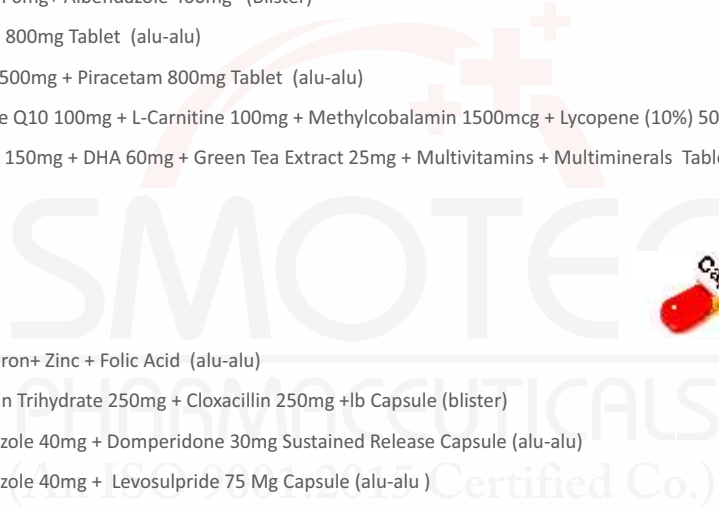 800mg Tablet (alu-alu)
500mg + Piracetam 800mg Tablet (alu-alu)
e Q10 100mg + L-Carnitine 100mg + Methylcobalamin 1500mcg + Lycopene (10%) 50
150mg + DHA 60mg + Green Tea Extract 25mg + Multivitamins + Multiminerals Table
SMOTEC
ron+ Zinc + Folic Acid (alu-alu)
PHARMACEUTICALS
n Trihydrate 250mg + Cloxacillin 250mg +lb Capsule (blister)
zole 40mg + Domperidone 30mg Sustained Release Capsule (alu-alu)
zole 40mg + Levosulpride 75 Mg Capsule (alu-alu )
(An ISO 9001:2015 Certified Co.)